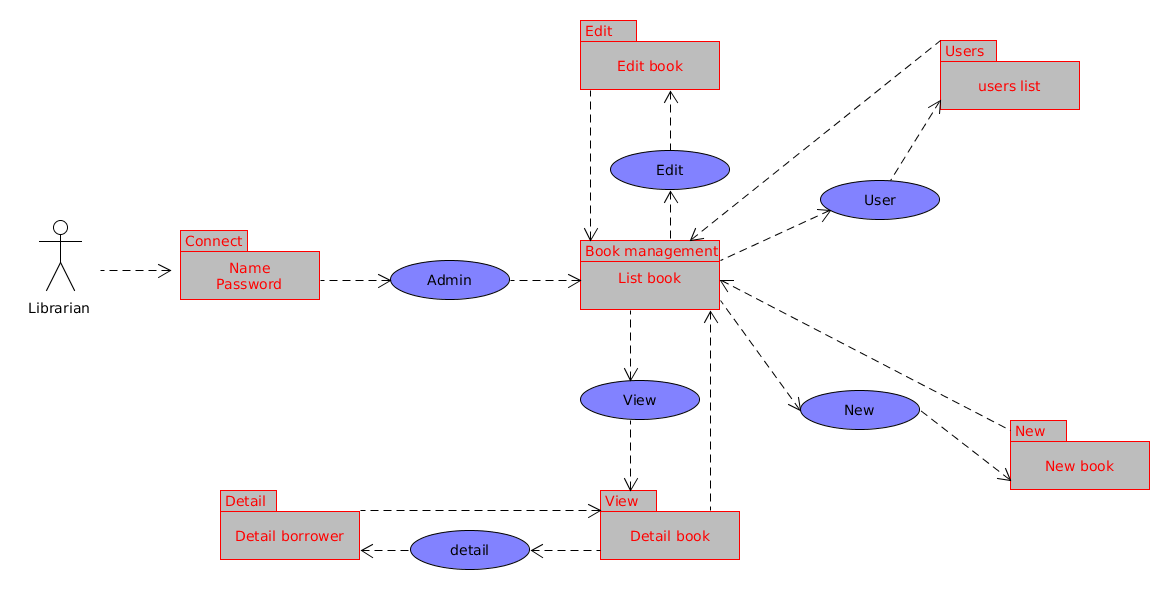 Edit
Edit book
Users
users list
Edit
User
Connect
Name
Password
Librarian
Admin
Book management
List book
View
New
New
New book
Detail
Detail borrower
detail
View
Detail book